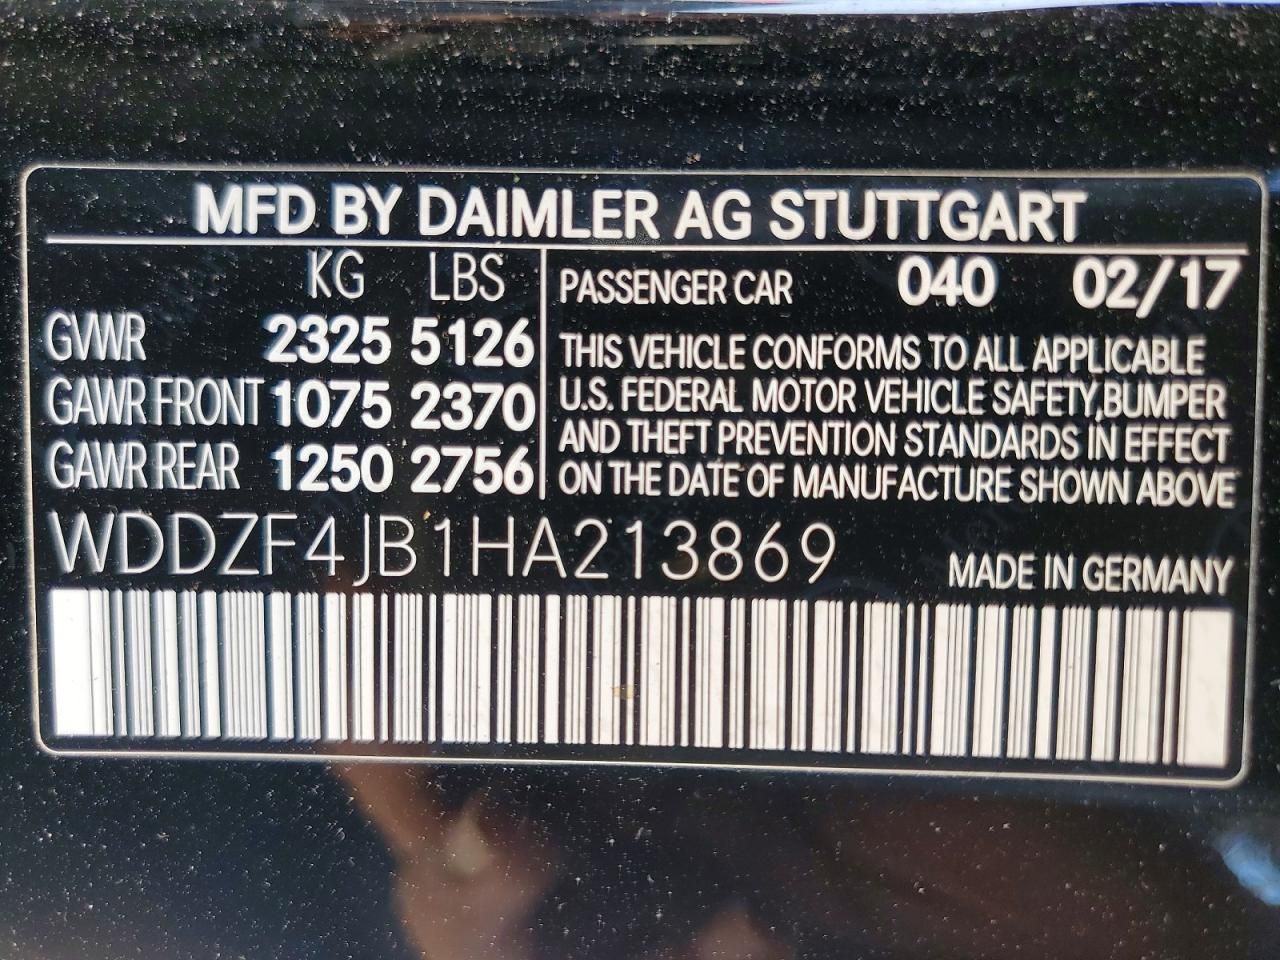 MFD. BY DAIMLER AG STUTTGART
KG LBS
GVWR 2325 5126
GAWR FRONT 1075 2370
GAWR REAR 1250 2756
PASSENGER CAR 040 02/17
THIS VEHICLE CONFORMS TO ALL APPLICABLE
U.S. FEDERAL MOTOR VEHICLE SAFETY, BUMPER
AND THEFT PREVENTION STANDARDS IN EFFECT
ON THE DATE OF MANUFACTURE SHOWN ABOVE
WDDZF4JB1HA213869
MADE IN GERMANY